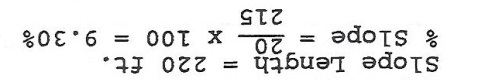 Slope Length = 220 ft.
% Slope = 20/215 x 100 = 9.30%